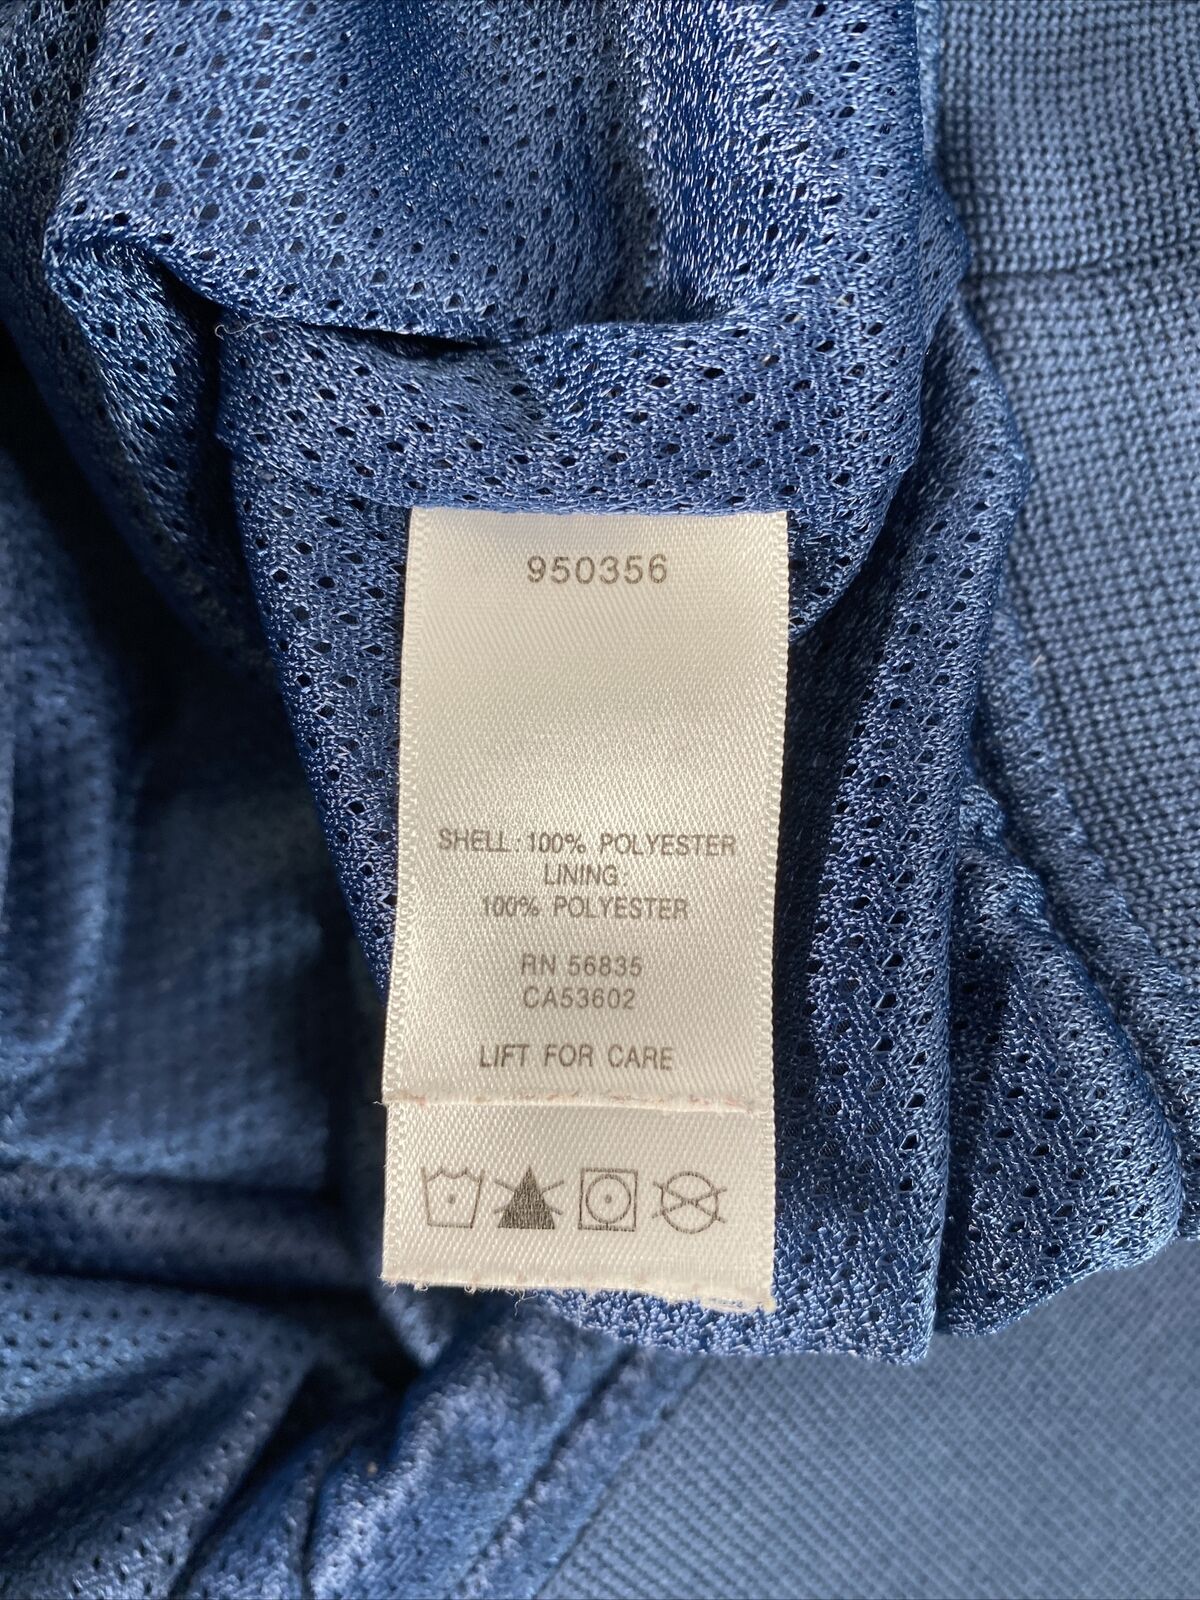 950356
SHELL: 100% POLYESTER
LINING:
100% POLYESTER
RN 56835
CA53602
LIFT FOR CARE